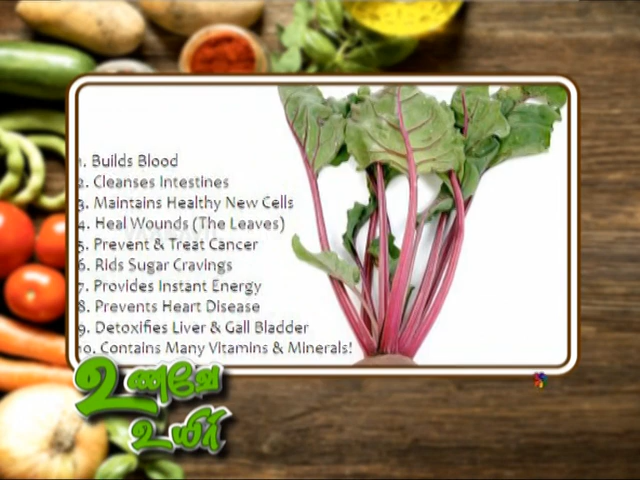 1. Builds Blood
2. Cleanses Intestines
3. Maintains Healthy New Cells
4. Heal Wounds (The Leaves)
5. Prevent & Treat Cancer
6. Rids Sugar Cravings
7. Provides Instant Energy
8. Prevents Heart Disease
9. Detoxifies Liver & Gall Bladder
10. Contains Many Vitamins & Minerals!
உணவே
உயிர்